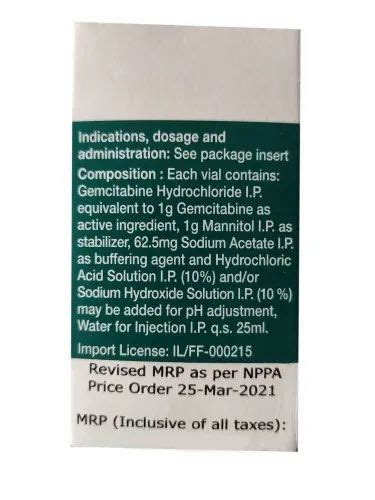 Indications, dosage and
administration: See package insert
Composition : Each vial contains:
Gemcitabine Hydrochloride I.P.
equivalent to 1g Gemcitabine as
active ingredient, 1g Mannitol I.P. as
stabilizer, 62.5mg Sodium Acetate I.P.
as buffering agent and Hydrochloric
Acid Solution I.P. (10%) and/or
Sodium Hydroxide Solution I.P. (10 %)
may be added for pH adjustment,
Water for Injection I.P. q.s. 25ml.
Import License: IL/FF-000215
Revised MRP as per NPPA
Price Order 25-Mar-2021
MRP (Inclusive of all taxes):